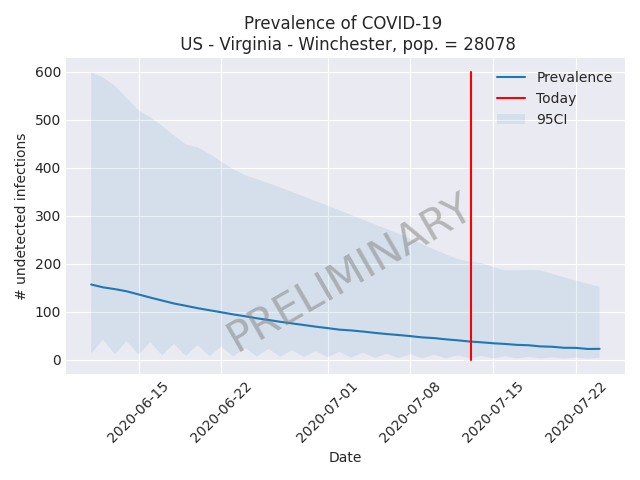 Prevalence of COVID-19
US - Virginia - Winchester, pop. = 28078
# undetected infections
600
500
400
300
200
100
0
Prevalence
Today
95CI
PRELIMINARY
2020-06-15
2020-06-22
2020-07-01
2020-07-08
2020-07-15
2020-07-22
Date